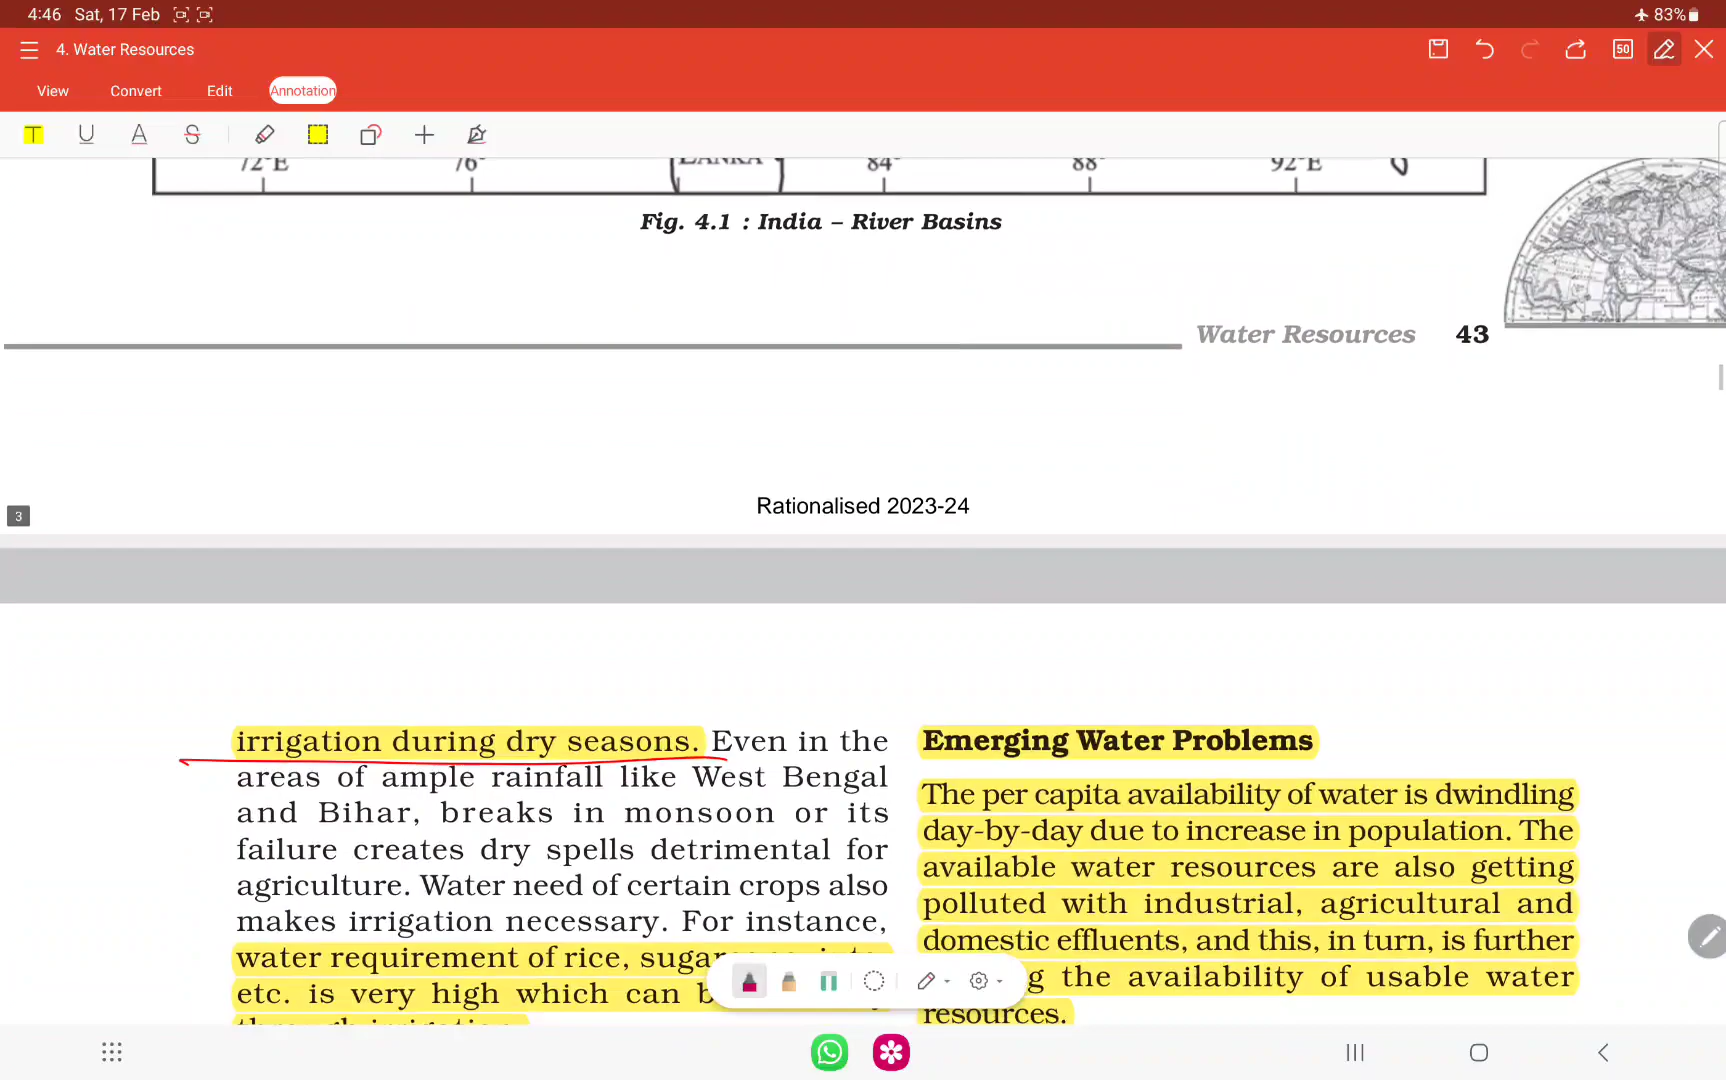 4:46 Sat, 17 Feb
83%
4. Water Resources
50
View Convert Edit Annotation
72°E 76° LANKA 84° 88° 92°E
Fig. 4.1 : India – River Basins
Water Resources 43
Rationalised 2023-24
3
irrigation during dry seasons. Even in the
areas of ample rainfall like West Bengal
and Bihar, breaks in monsoon or its
failure creates dry spells detrimental for
agriculture. Water need of certain crops also
makes irrigation necessary. For instance,
water requirement of rice,
etc. is very high which can
through irrigation.
Emerging Water Problems
The per capita availability of water is dwindling
day-by-day due to increase in population. The
available water resources are also getting
polluted with industrial, agricultural and
domestic effluents, and this, in turn, is further
the availability of usable water
resources.